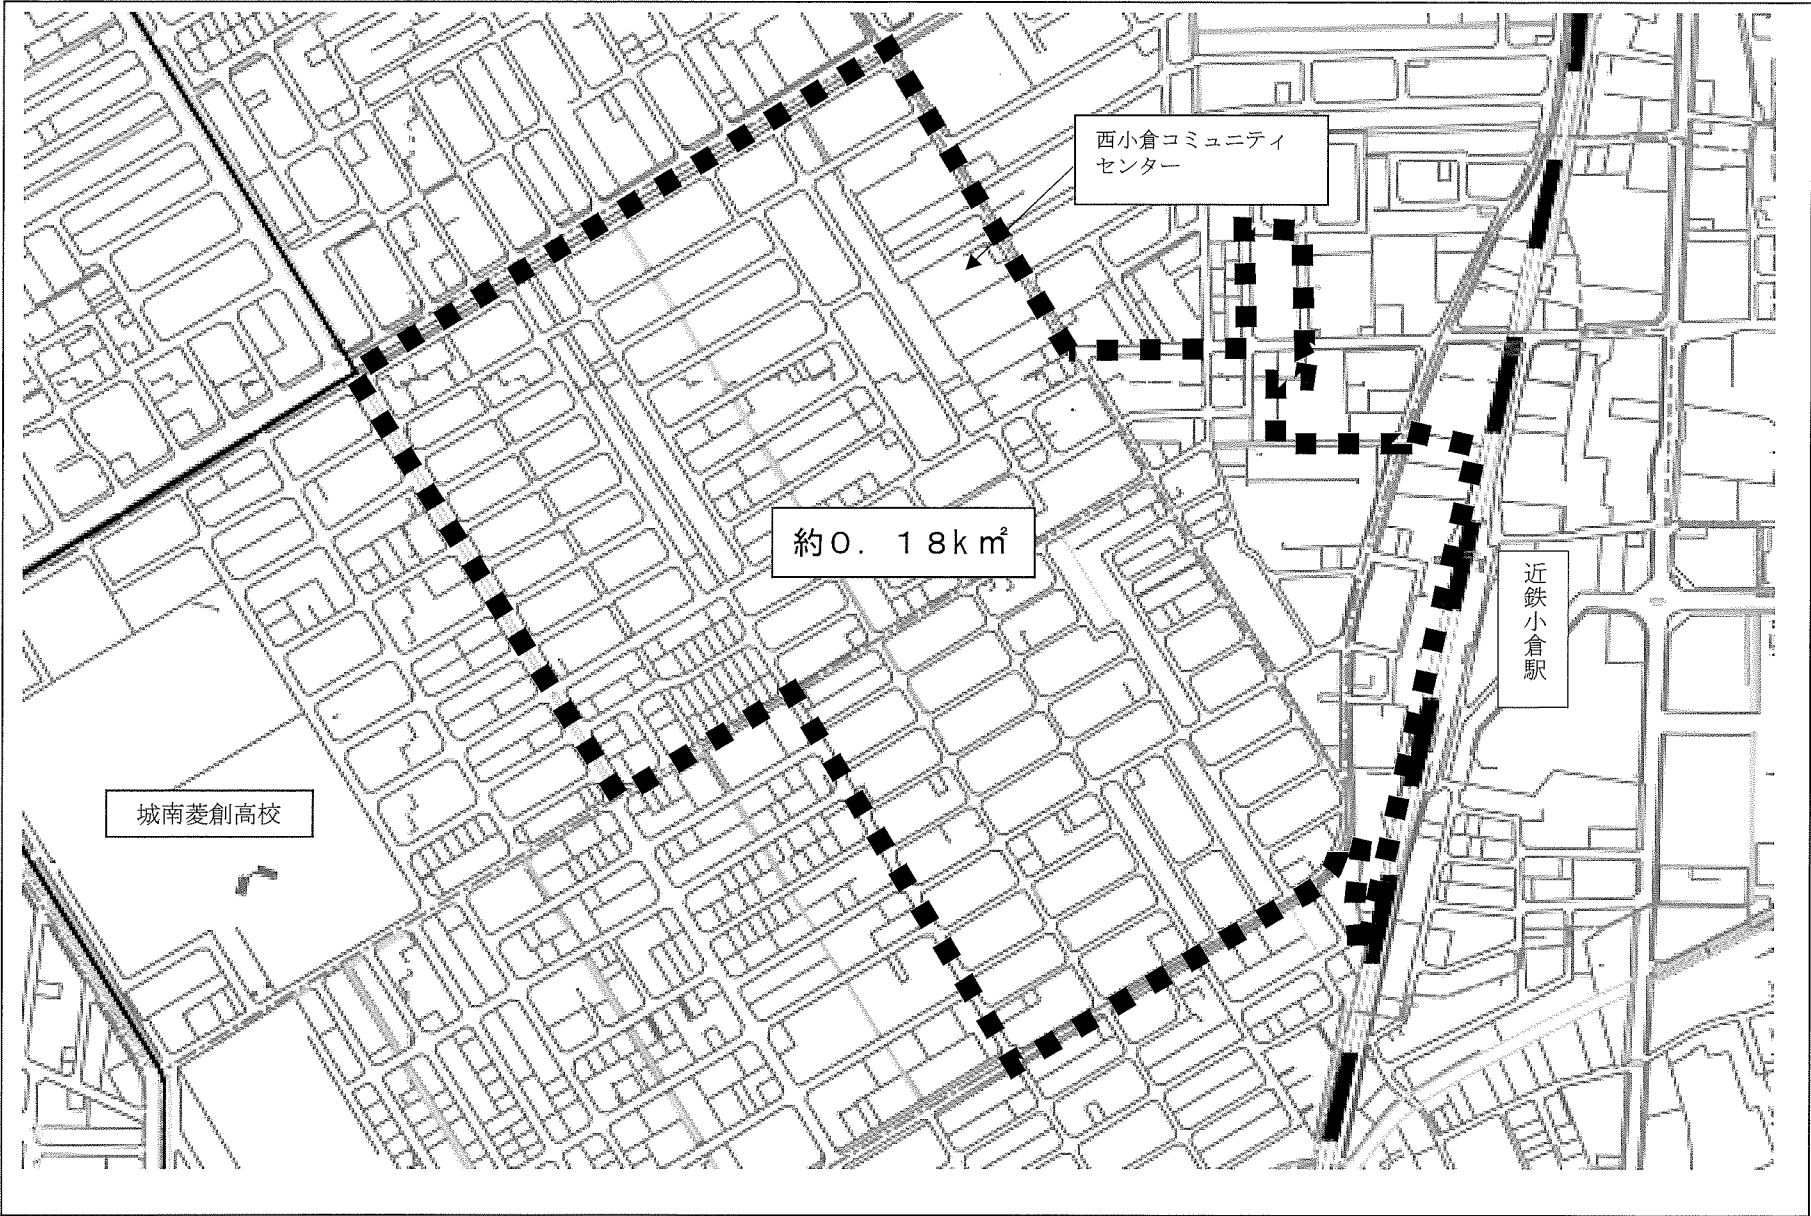 西小倉コミュニティ
センター
約０．１８ｋ㎡
近鉄小倉駅
城南菱創高校